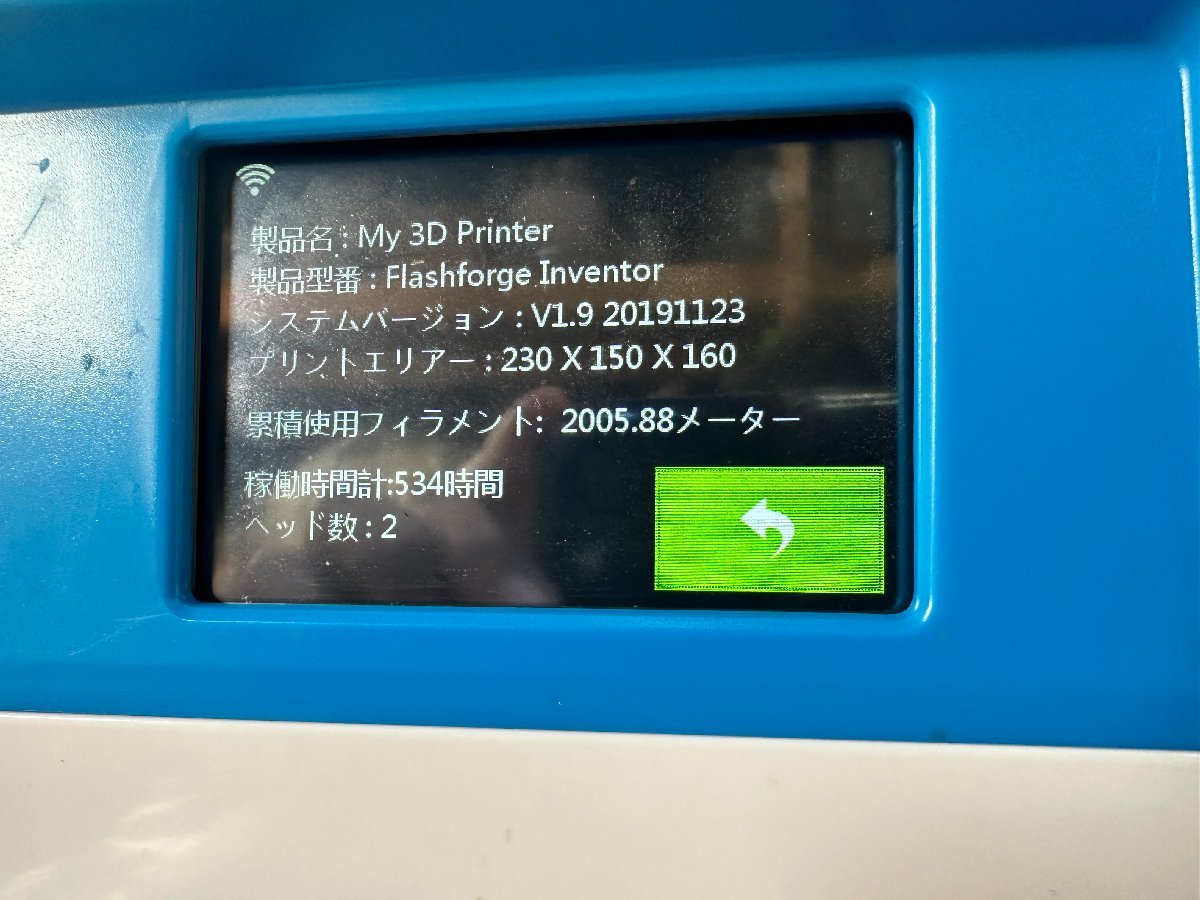 製品名 : My 3D Printer
製品型番 : Flashforge Inventor
システムバージョン : V1.9 20191123
プリントエリアー : 230 X 150 X 160
累積使用フィラメント: 2005.88メーター
稼働時間計:534時間
ヘッド数 : 2